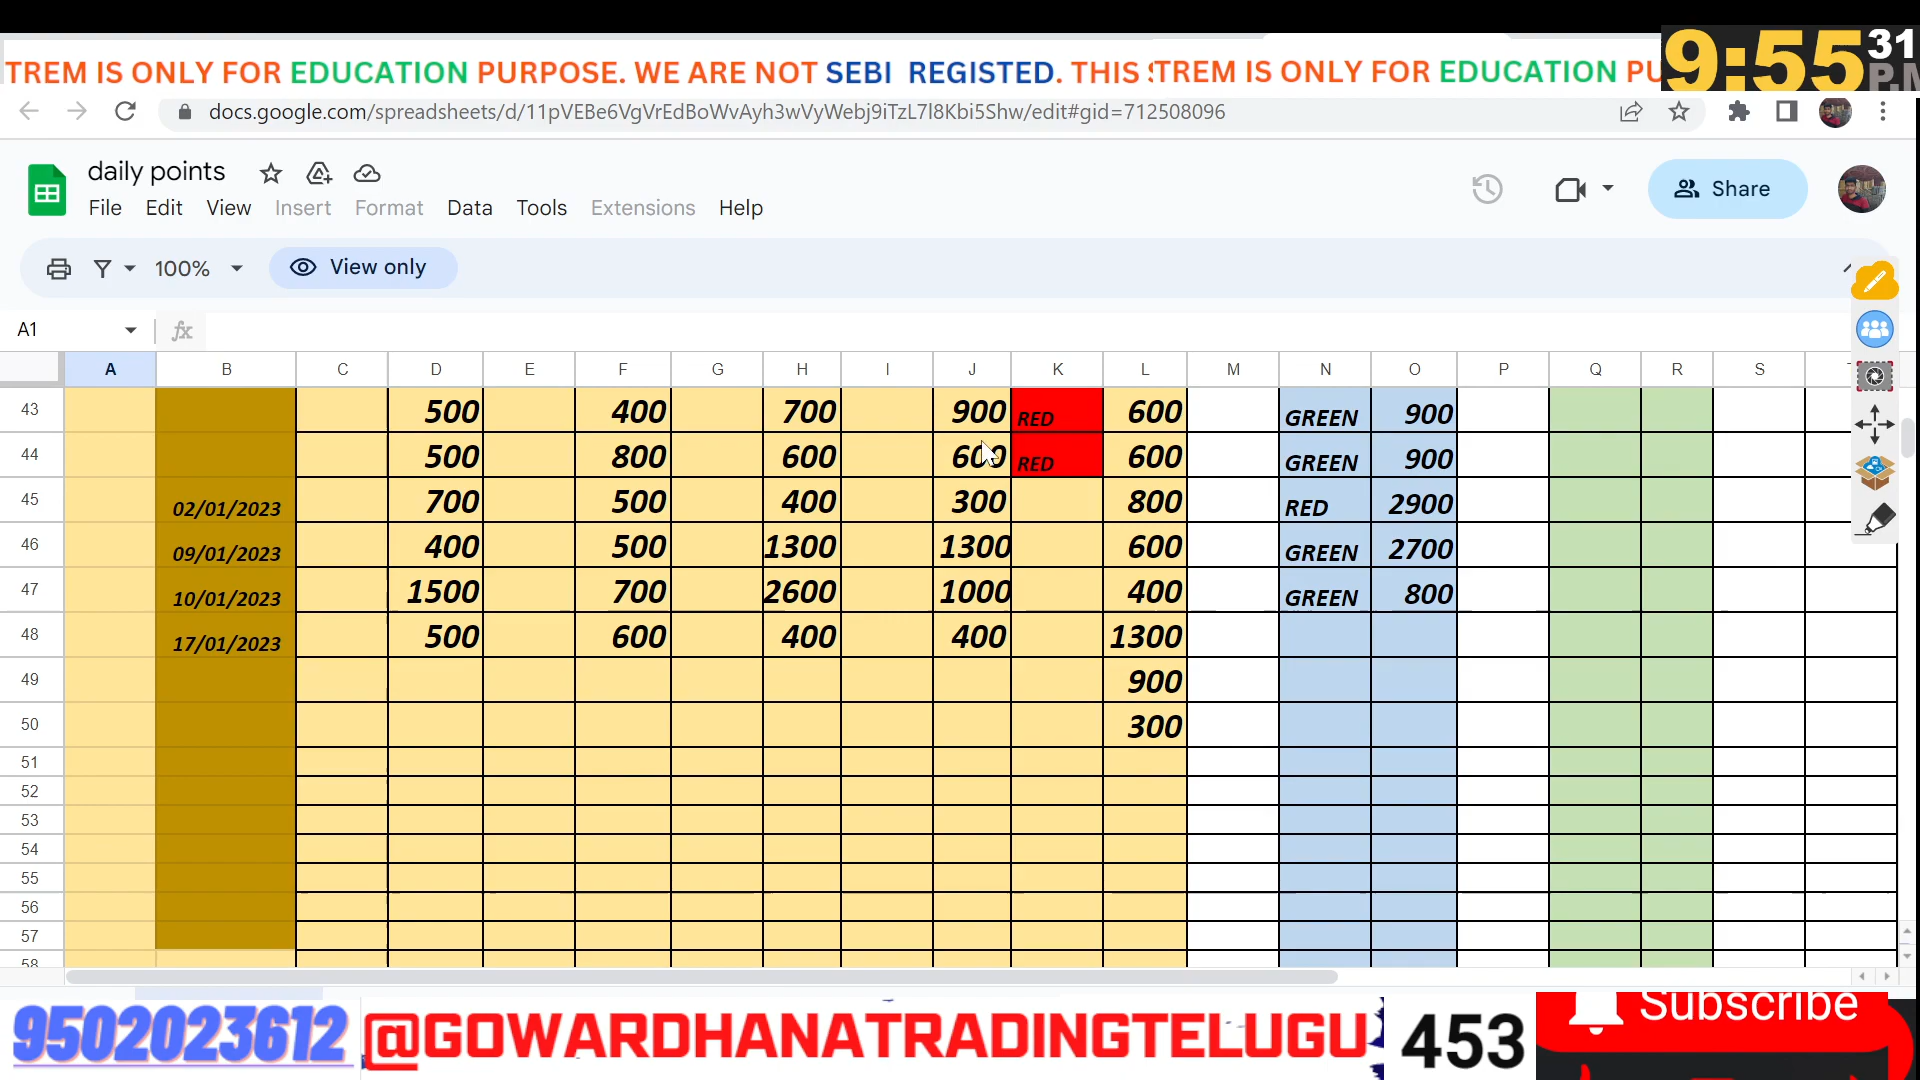 TREM IS ONLY FOR EDUCATION PURPOSE. WE ARE NOT SEBI REGISTED. THIS STREM IS ONLY FOR EDUCATION PU
9:55 31 P.M
docs.google.com/spreadsheets/d/11pVEBe6VgVrEdBoWvAyh3wVyWebj9iTzL7l8Kbi5Shw/edit#gid=712508096
daily points
File Edit View Insert Format Data Tools Extensions Help
Share
100% View only
A1 fx
A B C D E F G H I J K L M N O P Q R S T
43 500 400 700 900 RED 600 GREEN 900
44 500 800 600 600 RED 600 GREEN 900
45 02/01/2023 700 500 400 300 800 RED 2900
46 09/01/2023 400 500 1300 1300 600 GREEN 2700
47 10/01/2023 1500 700 2600 1000 400 GREEN 800
48 17/01/2023 500 600 400 400 1300
49 900
50 300
51
52
53
54
55
56
57
58
9502023612 @GOWARDHANATRADINGTELUGU 453 Subscribe